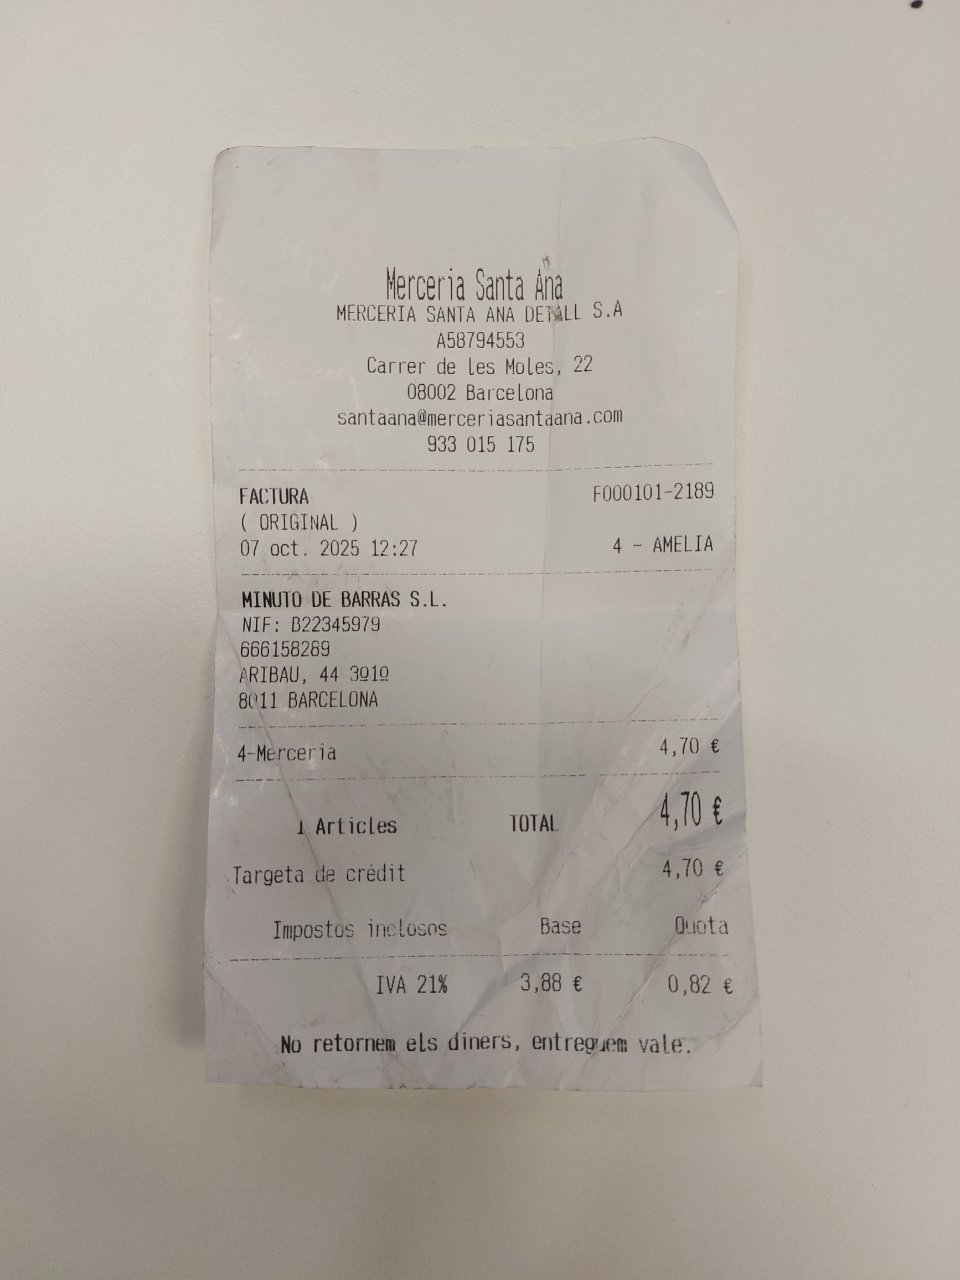 Merceria Santa Ana
MERCERIA SANTA ANA DETALL S.A
A58794553
Carrer de les Moles, 22
08002 Barcelona
santaana@merceriasantaana.com
933 015 175
FACTURA F000101-2189
( ORIGINAL )
07 oct. 2025 12:27 4 - AMELIA
MINUTO DE BARRAS S.L.
NIF: B22345979
666158289
ARIBAU, 44 3º1º
8011 BARCELONA
4-Merceria 4,70 €
1 Articles TOTAL 4,70 €
Targeta de crèdit 4,70 €
Impostos inclosos Base Quota
IVA 21% 3,88 € 0,82 €
No retornem els diners, entreguem vale.